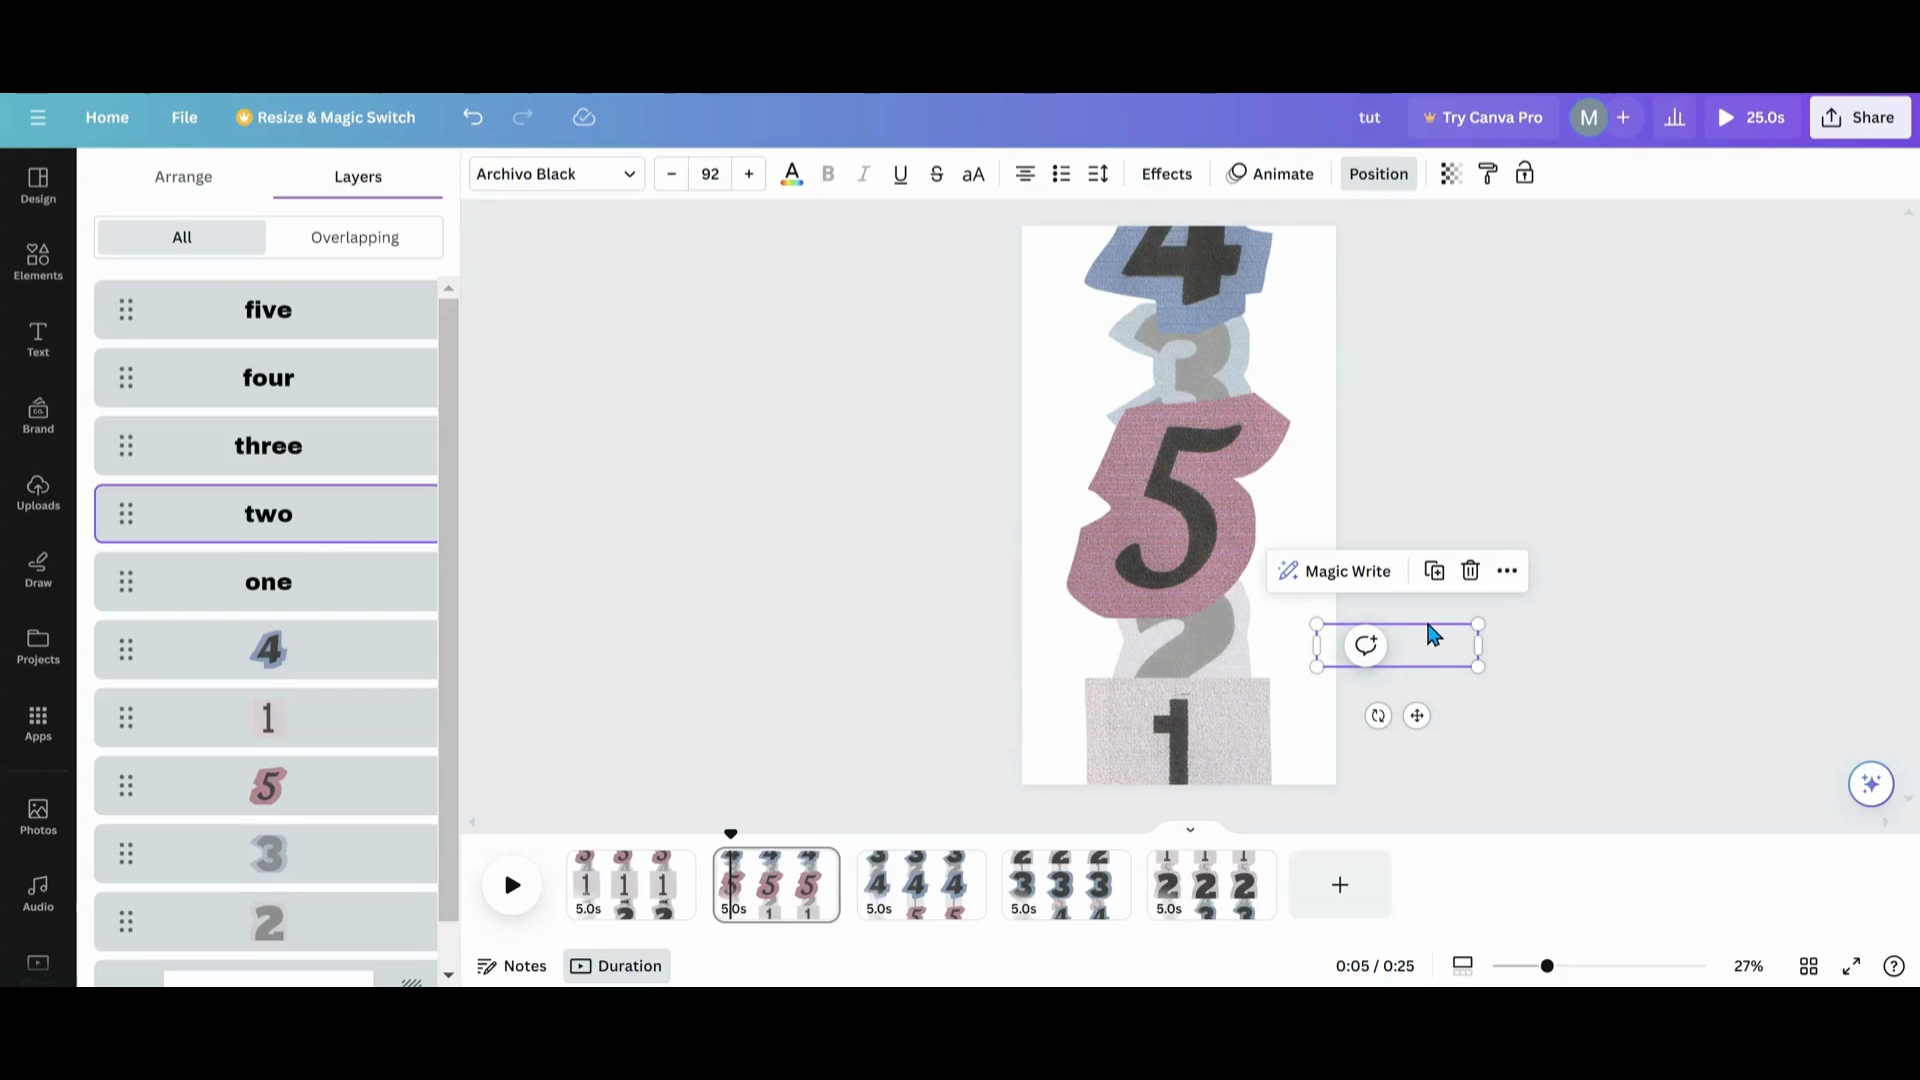 Home File Resize & Magic Switch tut Try Canva Pro M 25.0s Share
Design
Elements
Text
Brand
Uploads
Draw
Projects
Apps
Photos
Audio
Arrange Layers
All Overlapping
five
four
three
two
one
4
1
5
3
2
Archivo Black 92 A B I U S aA Effects Animate Position
4
3
5
2
1
Magic Write
5.0s 5.0s 5.0s 5.0s 5.0s
Notes Duration 0:05 / 0:25 27%